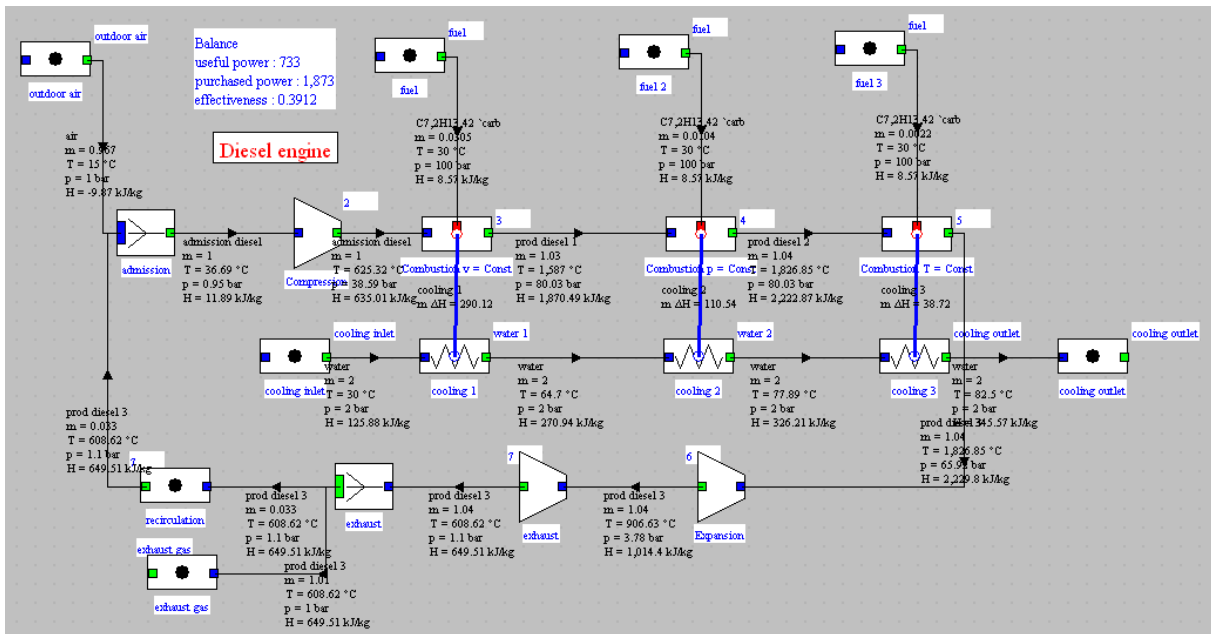 outdoor air
outdoor air
Balance
useful power : 733
purchased power : 1,873
effectiveness : 0.3912
Diesel engine
fuel
fuel
fuel
fuel 2
fuel
fuel 3
air
m = 0.967
T = 15 °C
p = 1 bar
H = -9.87 kJ/kg
C7,2H13,42 `carb
m = 0.0305
T = 30 °C
p = 100 bar
H = 8.57 kJ/kg
C7,2H13,42 `carb
m = 0.0104
T = 30 °C
p = 100 bar
H = 8.57 kJ/kg
C7,2H13,42 `carb
m = 0.0022
T = 30 °C
p = 100 bar
H = 8.57 kJ/kg
admission
admission diesel
m = 1
T = 36.69 °C
p = 0.95 bar
H = 11.89 kJ/kg
2
Compression
admission diesel
m = 1
T = 625.32 °C
p = 38.59 bar
H = 635.01 kJ/kg
3
Combustion v = Const
prod diesel 1
m = 1.03
T = 1,587 °C
p = 80.03 bar
H = 1,870.49 kJ/kg
4
Combustion p = Const
prod diesel 2
m = 1.04
T = 1,826.85 °C
p = 80.03 bar
H = 2,222.87 kJ/kg
5
Combustion T = Const
cooling 1
m ΔH = 290.12
cooling 2
m ΔH = 110.54
cooling 3
m ΔH = 38.72
cooling inlet
cooling inlet
water
m = 2
T = 30 °C
p = 2 bar
H = 125.88 kJ/kg
cooling 1
water 1
water
m = 2
T = 64.7 °C
p = 2 bar
H = 270.94 kJ/kg
cooling 2
water 2
water
m = 2
T = 77.89 °C
p = 2 bar
H = 326.21 kJ/kg
cooling 3
cooling outlet
water
m = 2
T = 82.5 °C
p = 2 bar
H = 345.57 kJ/kg
cooling outlet
cooling outlet
prod diesel 3
m = 1.04
T = 1,826.85 °C
bar
H = 2,229.8 kJ/kg
6
Expansion
prod diesel 3
m = 1.04
T = 906.63 °C
p = 3.78 bar
H = 1,014.4 kJ/kg
7
exhaust
prod diesel 3
m = 1.04
T = 608.62 °C
p = 1.1 bar
H = 649.51 kJ/kg
exhaust
prod diesel 3
m = 0.033
T = 608.62 °C
p = 1.1 bar
H = 649.51 kJ/kg
7
recirculation
prod diesel 3
m = 0.033
T = 608.62 °C
p = 1.1 bar
H = 649.51 kJ/kg
exhaust gas
exhaust gas
prod diesel 3
m = 1.01
T = 608.62 °C
p = 1 bar
H = 649.51 kJ/kg